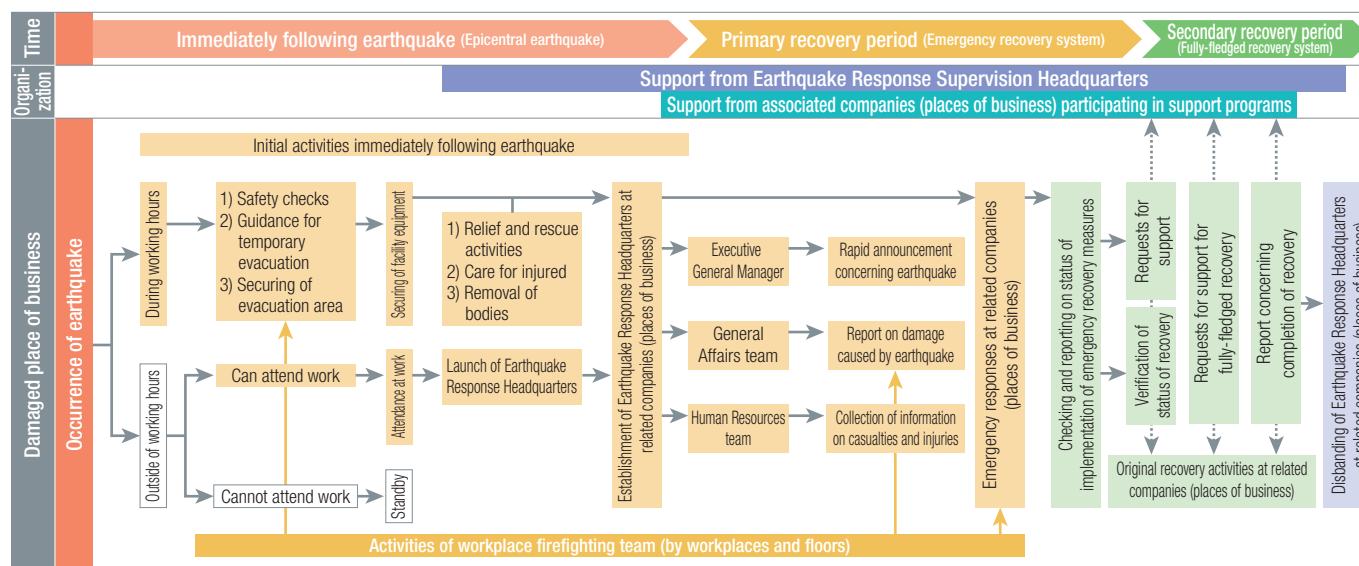 Time
Immediately following earthquake (Epicentral earthquake)
Primary recovery period (Emergency recovery system)
Secondary recovery period
(Fully-fledged recovery system)
Organi-
zation
Support from Earthquake Response Supervision Headquarters
Support from associated companies (places of business) participating in support programs
Damaged place of business
Occurrence of earthquake
Initial activities immediately following earthquake
During working hours
1) Safety checks
2) Guidance for
temporary
evacuation
3) Securing of
evacuation area
Securing of facility equipment
1) Relief and rescue
activities
2) Care for injured
3) Removal of
bodies
Outside of working hours
Can attend work
Attendance at work
Launch of Earthquake
Response Headquarters
Cannot attend work
Standby
Establishment of Earthquake Response Headquarters at
related companies (places of business)
Executive
General Manager
Rapid announcement
concerning earthquake
General
Affairs team
Report on damage
caused by earthquake
Human Resources
team
Collection of information
on casualties and injuries
Emergency responses at related companies
(places of business)
Checking and reporting on status of
implementation of emergency recovery measures
Requests for
support
Verification of
status of recovery
Requests for support for
fully-fledged recovery
Report concerning
completion of recovery
Original recovery activities at related
companies (places of business)
Disbanding of Earthquake Response Headquarters
at related companies (places of business)
Activities of workplace firefighting team (by workplaces and floors)